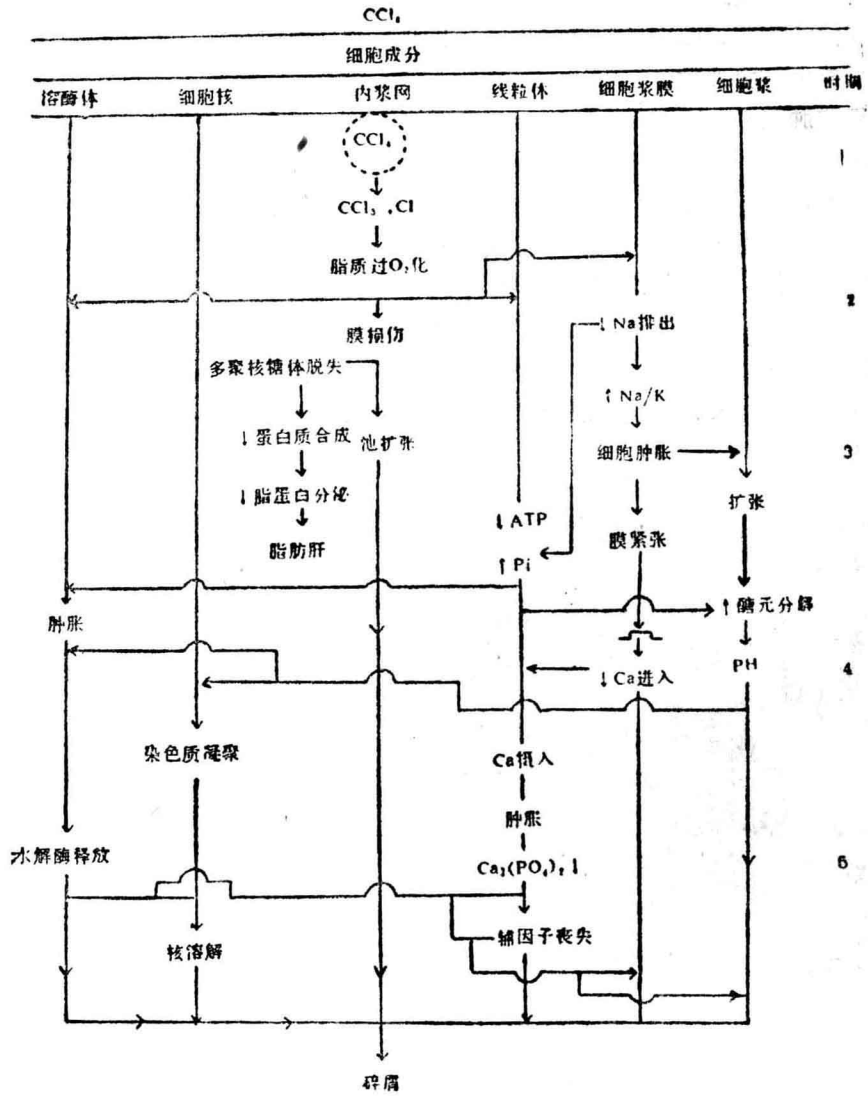 CCl₄
细胞成分
溶酶体 细胞核 内浆网 线粒体 细胞浆膜 细胞浆 时期
CCl₄ 1
CCl₃ .Cl
脂质过O₂化
2
膜损伤 ↓Na排出
多聚核糖体脱失
↑Na/K
↓蛋白质合成 池扩张 细胞肿胀 3
↓脂蛋白分泌 扩张
↓ATP
脂肪肝 膜紧张
↑Pi
肿胀 ↑醣元分解
↓Ca进入 PH 4
染色质凝聚 Ca摄入
肿胀
水解酶释放 Ca₃(PO₄)₂↓ 5
核溶解 辅因子丧失
碎屑